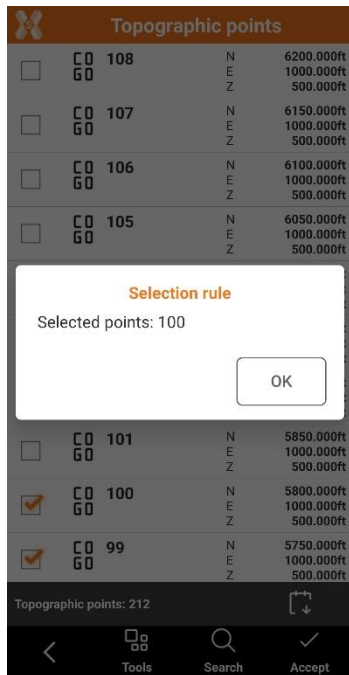 Topographic points
CO GO 108 N 6200.000ft
E 1000.000ft
Z 500.000ft
CO GO 107 N 6150.000ft
E 1000.000ft
Z 500.000ft
CO GO 106 N 6100.000ft
E 1000.000ft
Z 500.000ft
CO GO 105 N 6050.000ft
E 1000.000ft
Z 500.000ft
Selection rule
Selected points: 100
OK
CO GO 101 N 5850.000ft
E 1000.000ft
Z 500.000ft
CO GO 100 N 5800.000ft
E 1000.000ft
Z 500.000ft
CO GO 99 N 5750.000ft
E 1000.000ft
Z 500.000ft
Topographic points: 212
Tools Search Accept